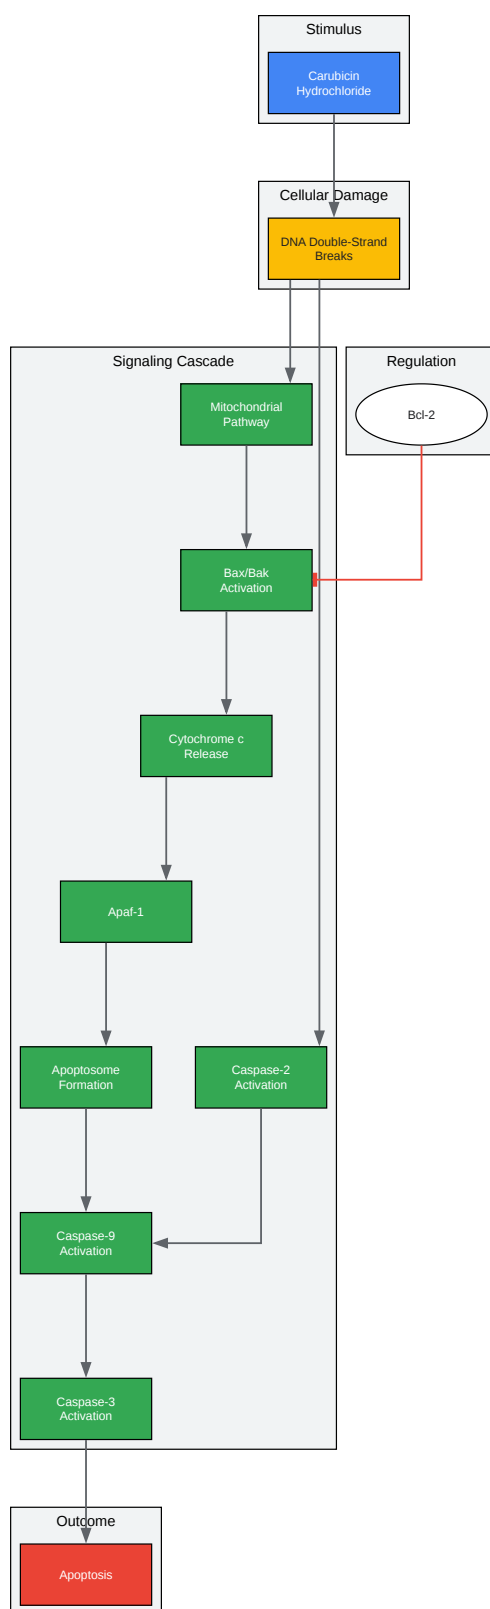 Stimulus
Carubicin
Hydrochloride
Cellular Damage
DNA Double-Strand
Breaks
Signaling Cascade
Regulation
Mitochondrial
Pathway
Bcl-2
Bax/Bak
Activation
Cytochrome c
Release
Apaf-1
Apoptosome
Formation
Caspase-2
Activation
Caspase-9
Activation
Caspase-3
Activation
Outcome
Apoptosis